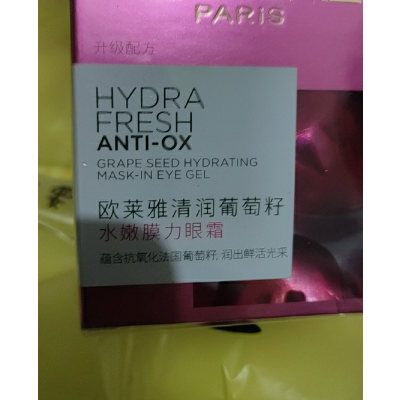 PARIS
升级配方
HYDRA
FRESH
ANTI-OX
GRAPE SEED HYDRATING
MASK-IN EYE GEL
欧莱雅清润葡萄籽
水嫩膜力眼霜
蕴含抗氧化法国葡萄籽, 润出鲜活光采